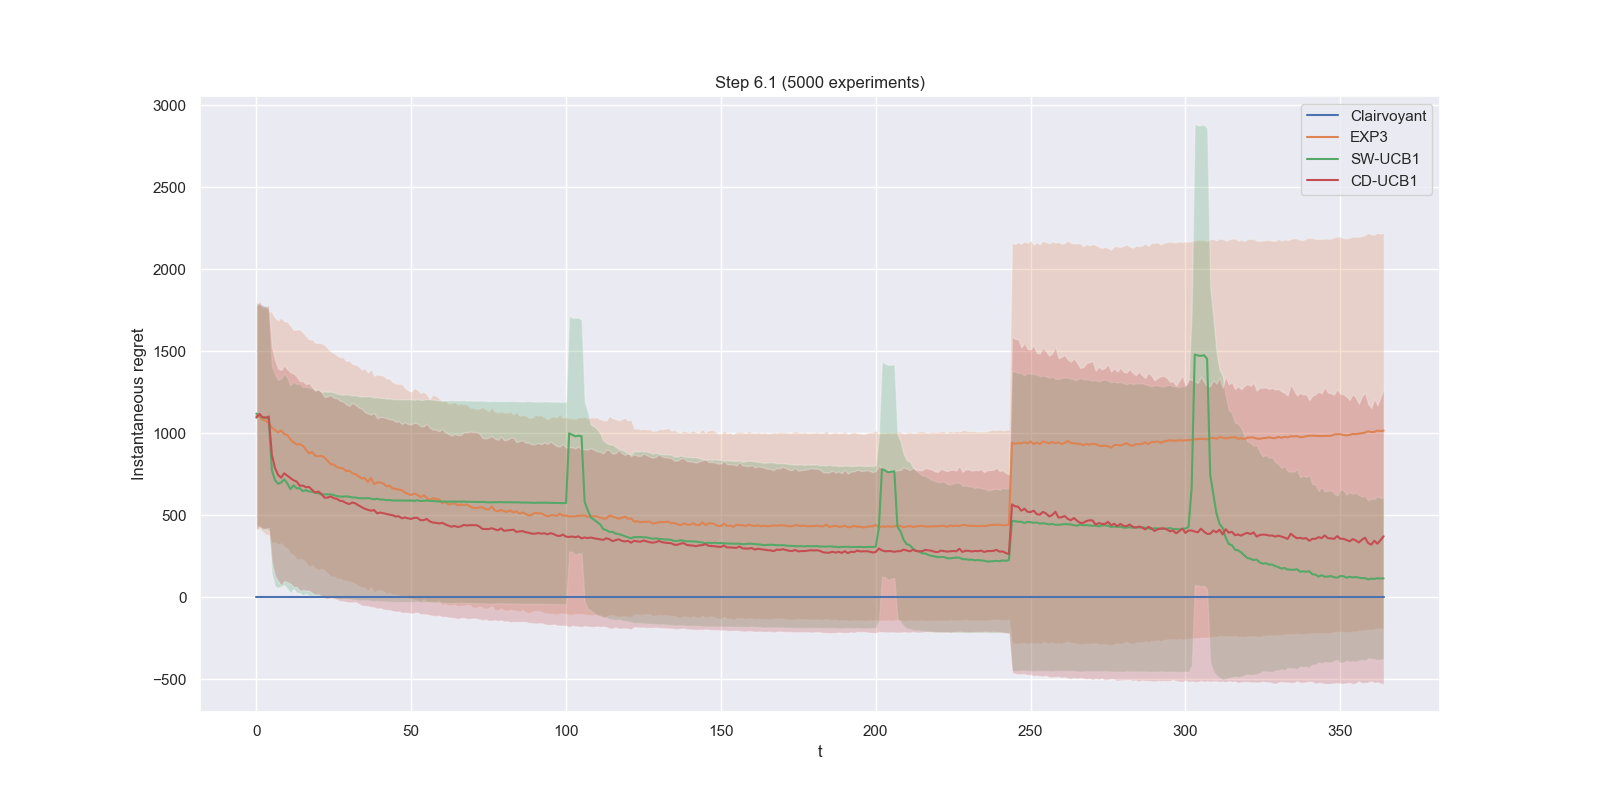 Step 6.1 (5000 experiments)
3000
2500
2000
1500
1000
500
0
−500
Instantaneous regret
Clairvoyant
EXP3
SW-UCB1
CD-UCB1
0 50 100 150 200 250 300 350
t